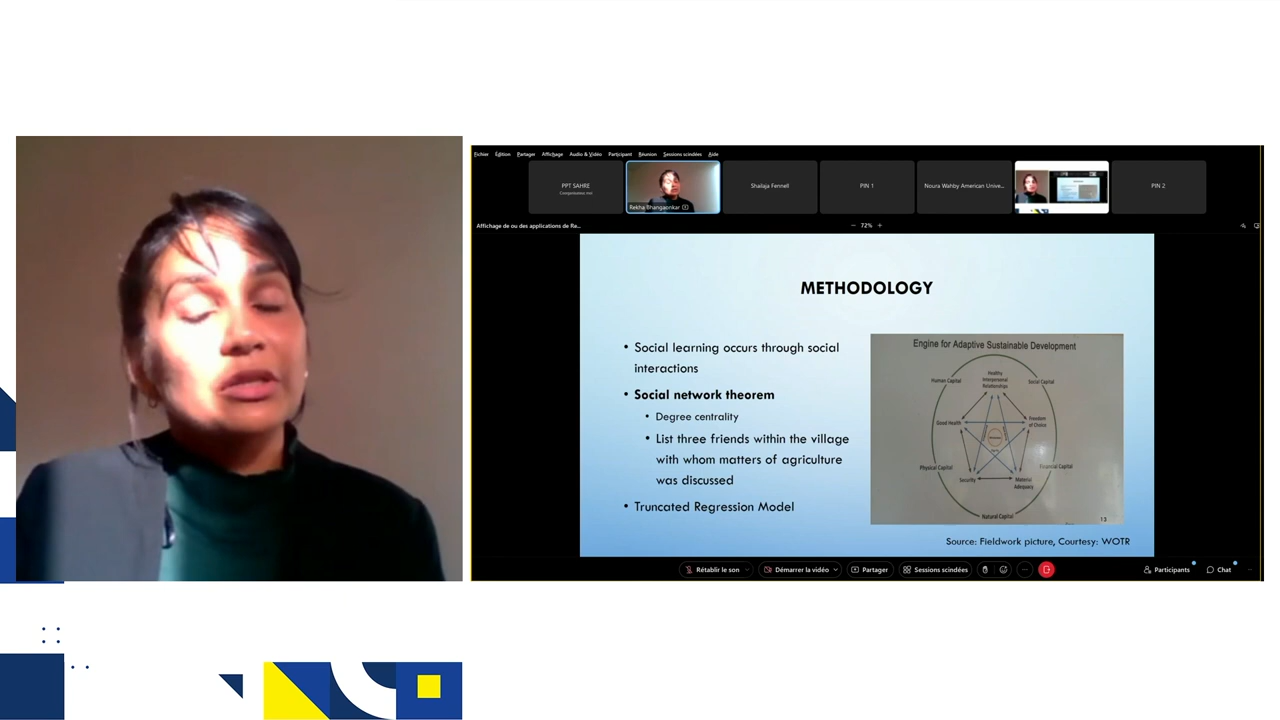 Fichier Édition Partager Affichage Audio & Vidéo Participant Réunion Sessions scindées Aide
PPT SAHRE
Rekha Bhangaonkar
Shailaja Fennell
PIN 1
Noura Wahby American Unive...
PIN 2
Affichage de ou des applications de Re...
− 72% +
METHODOLOGY
• Social learning occurs through social
interactions
• Social network theorem
• Degree centrality
• List three friends within the village
with whom matters of agriculture
was discussed
• Truncated Regression Model
Engine for Adaptive Sustainable Development
Healthy
Interpersonal
Relationships
Human Capital
Social Capital
Good Health
Freedom
of Choice
Physical Capital
Financial Capital
Security
Material
Adequacy
Natural Capital
13
Source: Fieldwork picture, Courtesy: WOTR
Rétablir le son
Démarrer la vidéo
Partager
Sessions scindées
Participants
Chat